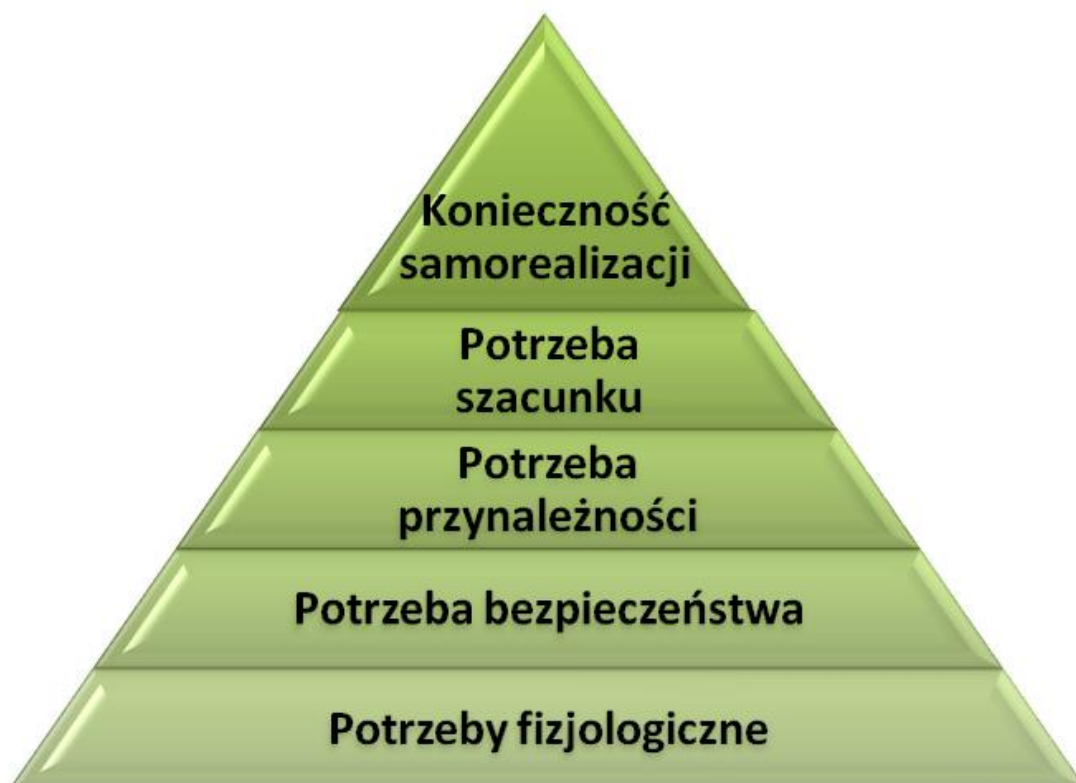 Konieczność
samorealizacji
Potrzeba
szacunku
Potrzeba
przynależności
Potrzeba bezpieczeństwa
Potrzeby fizjologiczne